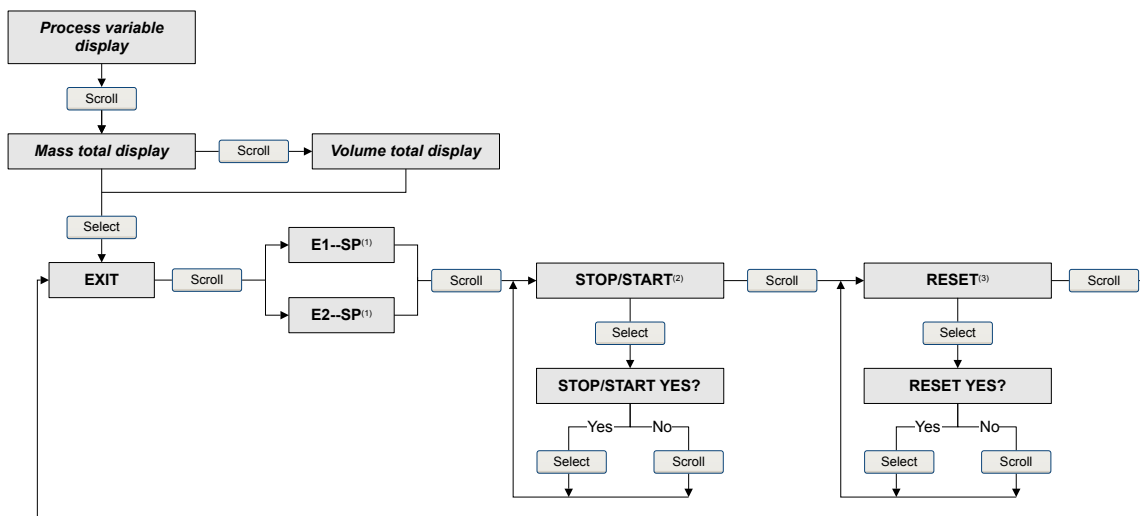 Process variable
display
Scroll
Mass total display
Scroll
Volume total display
Select
EXIT
Scroll
E1--SP(1)
E2--SP(1)
Scroll
STOP/START(2)
Scroll
RESET(3)
Scroll
Select
Select
STOP/START YES?
RESET YES?
Yes
No
Yes
No
Select
Scroll
Select
Scroll